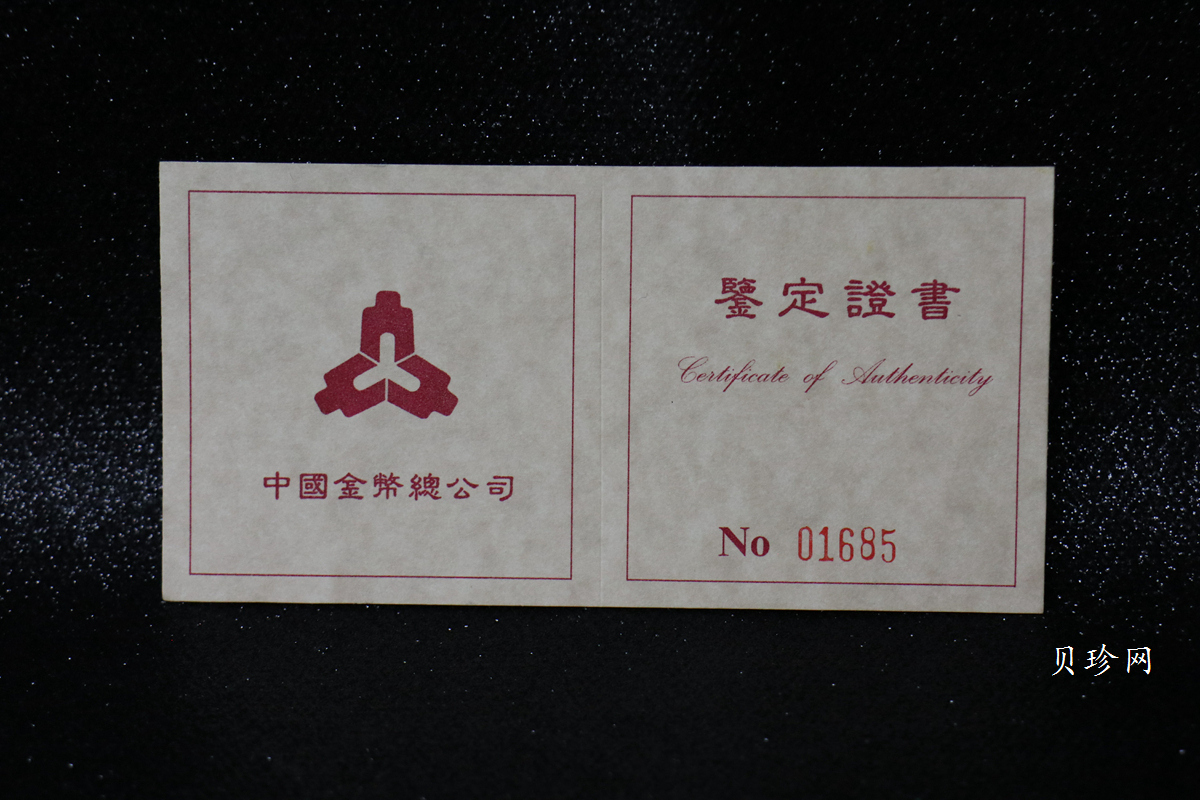 中國金幣總公司
鑒定證書
Certificate of Authenticity
No 01685
贝珍网